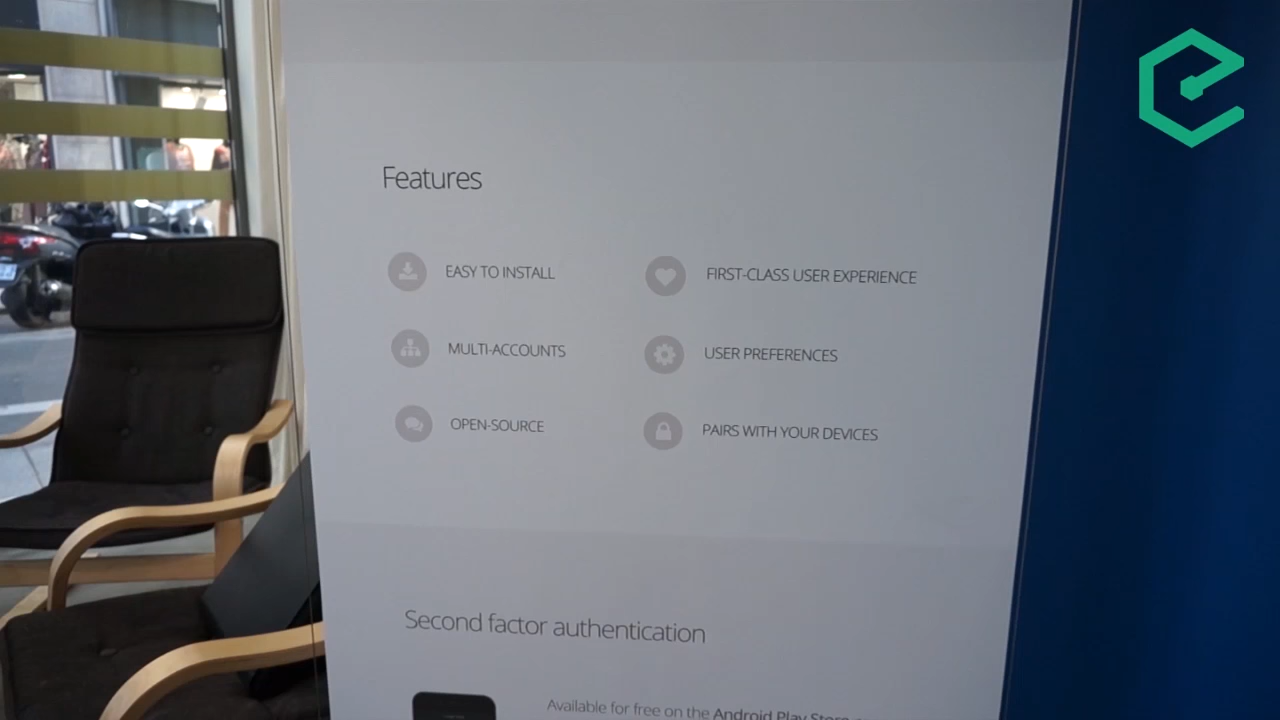 Features
EASY TO INSTALL
FIRST-CLASS USER EXPERIENCE
MULTI-ACCOUNTS
USER PREFERENCES
OPEN-SOURCE
PAIRS WITH YOUR DEVICES
Second factor authentication
Available for free on the Android Play Store